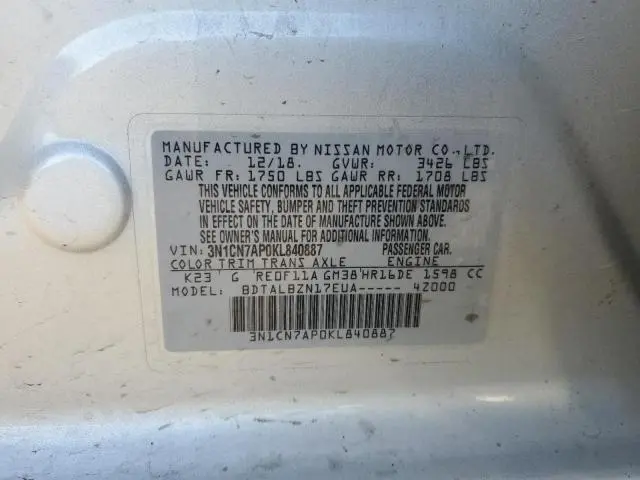 MANUFACTURED BY NISSAN MOTOR CO.,LTD.
DATE: 12/18. GVWR: 3426 LBS
GAWR FR: 1750 LBS GAWR RR: 1708 LBS
THIS VEHICLE CONFORMS TO ALL APPLICABLE FEDERAL MOTOR
VEHICLE SAFETY, BUMPER AND THEFT PREVENTION STANDARDS
IN EFFECT ON THE DATE OF MANUFACTURE SHOWN ABOVE.
SEE OWNER'S MANUAL FOR ADDITIONAL INFORMATION.
VIN: 3N1CN7AP0KL840887 PASSENGER CAR.
COLOR TRIM TRANS AXLE ENGINE
K23 G RE0F11A GM38 HR16DE 1598 CC
MODEL: BDTALBZN17EUA----- 4Z000
3N1CN7AP0KL840887